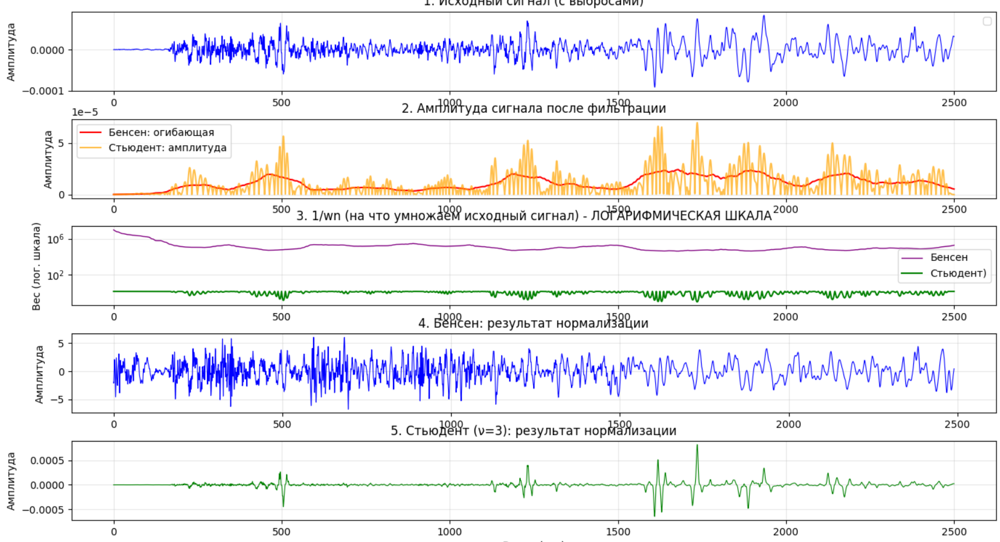 1. Исходный сигнал (с выбросами)
Амплитуда
0.0000
−0.0001
0 500 1000 1500 2000 2500
2. Амплитуда сигнала после фильтрации
1e−5
Амплитуда
5
0
Бенсен: огибающая
Стьюдент: амплитуда
0 500 1000 1500 2000 2500
3. 1/wn (на что умножаем исходный сигнал) - ЛОГАРИФМИЧЕСКАЯ ШКАЛА
Вес (лог. шкала)
10⁶
10²
Бенсен
Стьюдент)
0 500 1000 1500 2000 2500
4. Бенсен: результат нормализации
Амплитуда
5
0
−5
0 500 1000 1500 2000 2500
5. Стьюдент (ν=3): результат нормализации
Амплитуда
0.0005
0.0000
−0.0005
0 500 1000 1500 2000 2500